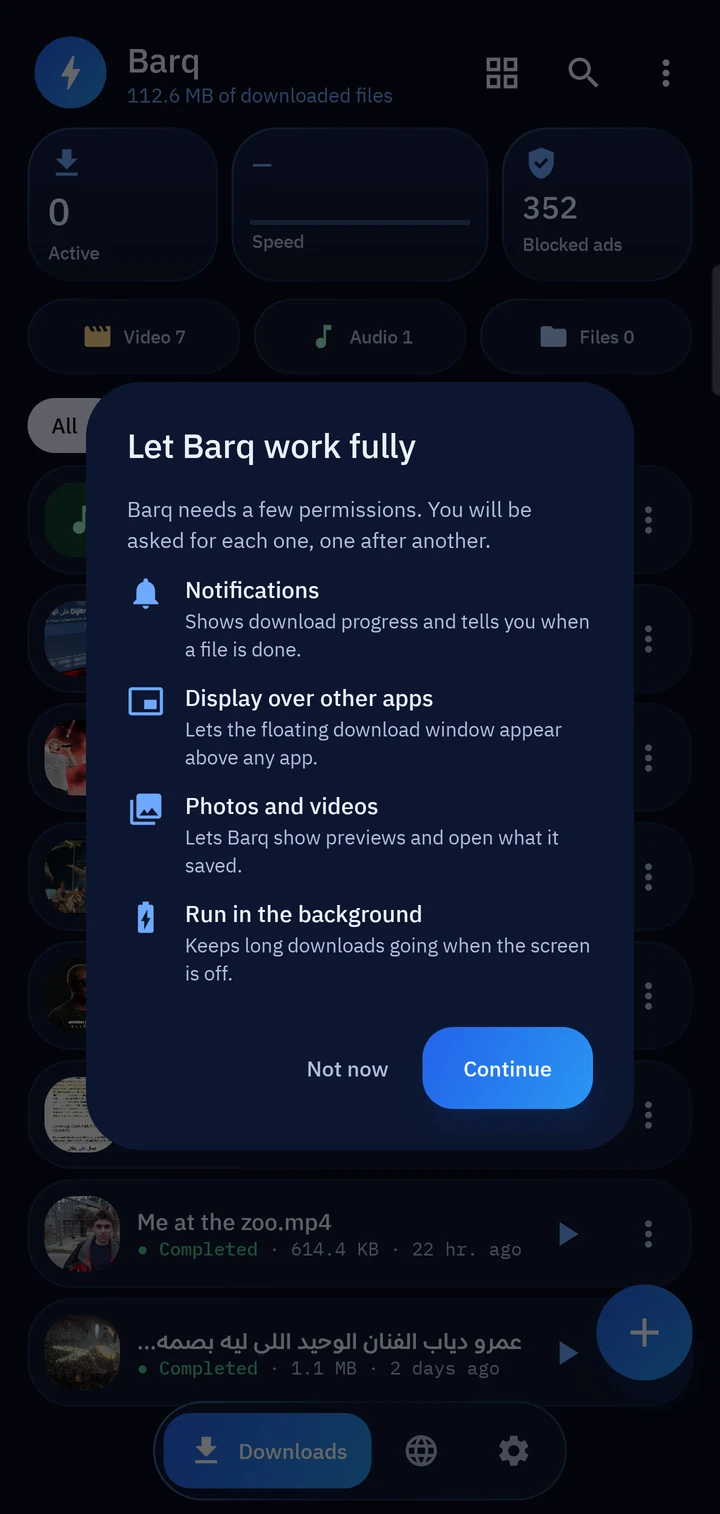 Barq
112.6 MB of downloaded files
0
Active
Speed
352
Blocked ads
Video 7
Audio 1
Files 0
All
Let Barq work fully
Barq needs a few permissions. You will be
asked for each one, one after another.
Notifications
Shows download progress and tells you when
a file is done.
Display over other apps
Lets the floating download window appear
above any app.
Photos and videos
Lets Barq show previews and open what it
saved.
Run in the background
Keeps long downloads going when the screen
is off.
Not now
Continue
Me at the zoo.mp4
Completed · 614.4 KB · 22 hr. ago
عمرو دياب الفنان الوحيد اللى ليه بصمه...
Completed · 1.1 MB · 2 days ago
Downloads